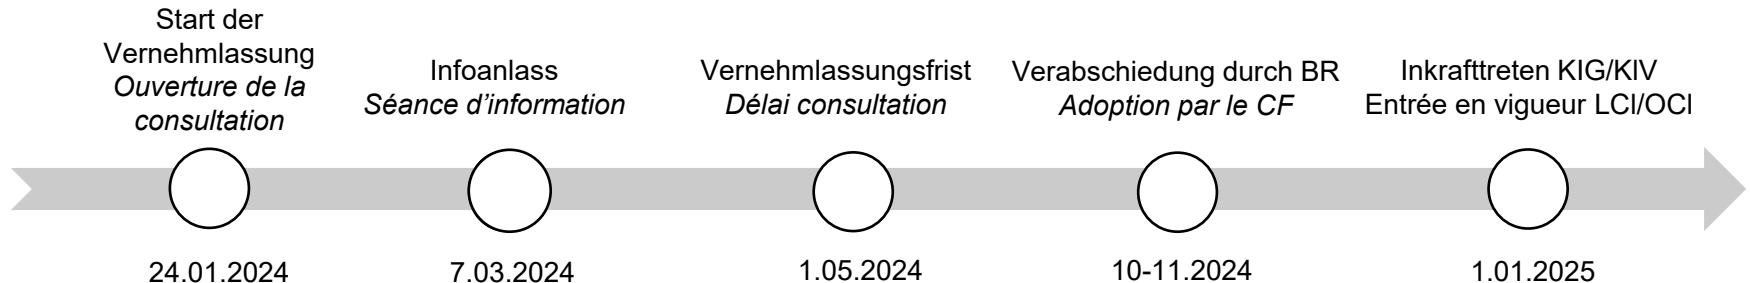 Start der
Vernehmlassung
Ouverture de la
consultation
Infoanlass
Séance d’information
Vernehmlassungsfrist
Délai consultation
Verabschiedung durch BR
Adoption par le CF
Inkrafttreten KIG/KIV
Entrée en vigueur LCl/OCl
24.01.2024
7.03.2024
1.05.2024
10-11.2024
1.01.2025